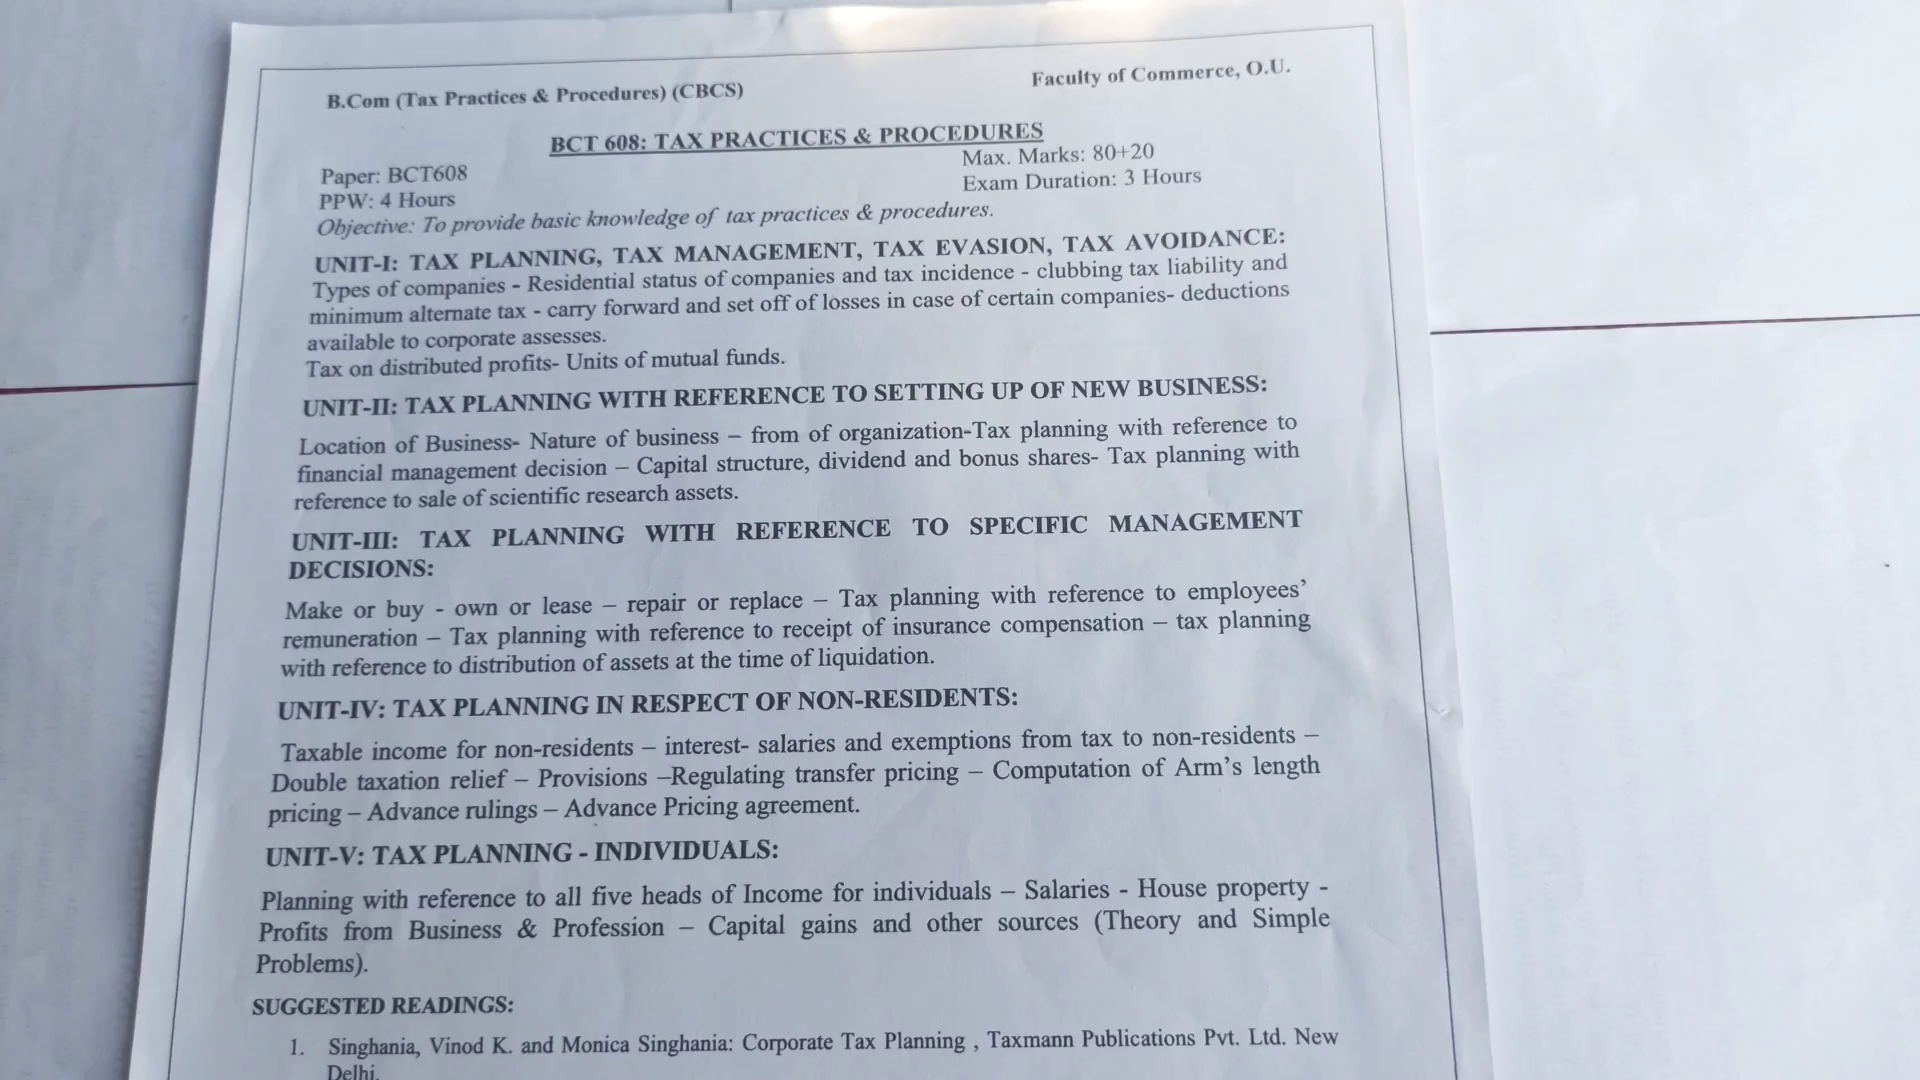 B.Com (Tax Practices & Procedures) (CBCS)
Faculty of Commerce, O.U.
BCT 608: TAX PRACTICES & PROCEDURES
Paper: BCT608
Max. Marks: 80+20
PPW: 4 Hours
Exam Duration: 3 Hours
Objective: To provide basic knowledge of tax practices & procedures.
UNIT-I: TAX PLANNING, TAX MANAGEMENT, TAX EVASION, TAX AVOIDANCE:
Types of companies - Residential status of companies and tax incidence - clubbing tax liability and
minimum alternate tax - carry forward and set off of losses in case of certain companies- deductions
available to corporate assesses.
Tax on distributed profits- Units of mutual funds.
UNIT-II: TAX PLANNING WITH REFERENCE TO SETTING UP OF NEW BUSINESS:
Location of Business- Nature of business – from of organization-Tax planning with reference to
financial management decision – Capital structure, dividend and bonus shares- Tax planning with
reference to sale of scientific research assets.
UNIT-III: TAX PLANNING WITH REFERENCE TO SPECIFIC MANAGEMENT
DECISIONS:
Make or buy - own or lease – repair or replace – Tax planning with reference to employees’
remuneration – Tax planning with reference to receipt of insurance compensation – tax planning
with reference to distribution of assets at the time of liquidation.
UNIT-IV: TAX PLANNING IN RESPECT OF NON-RESIDENTS:
Taxable income for non-residents – interest- salaries and exemptions from tax to non-residents –
Double taxation relief – Provisions –Regulating transfer pricing – Computation of Arm’s length
pricing – Advance rulings – Advance Pricing agreement.
UNIT-V: TAX PLANNING - INDIVIDUALS:
Planning with reference to all five heads of Income for individuals – Salaries - House property -
Profits from Business & Profession – Capital gains and other sources (Theory and Simple
Problems).
SUGGESTED READINGS:
1. Singhania, Vinod K. and Monica Singhania: Corporate Tax Planning , Taxmann Publications Pvt. Ltd. New
Delhi.